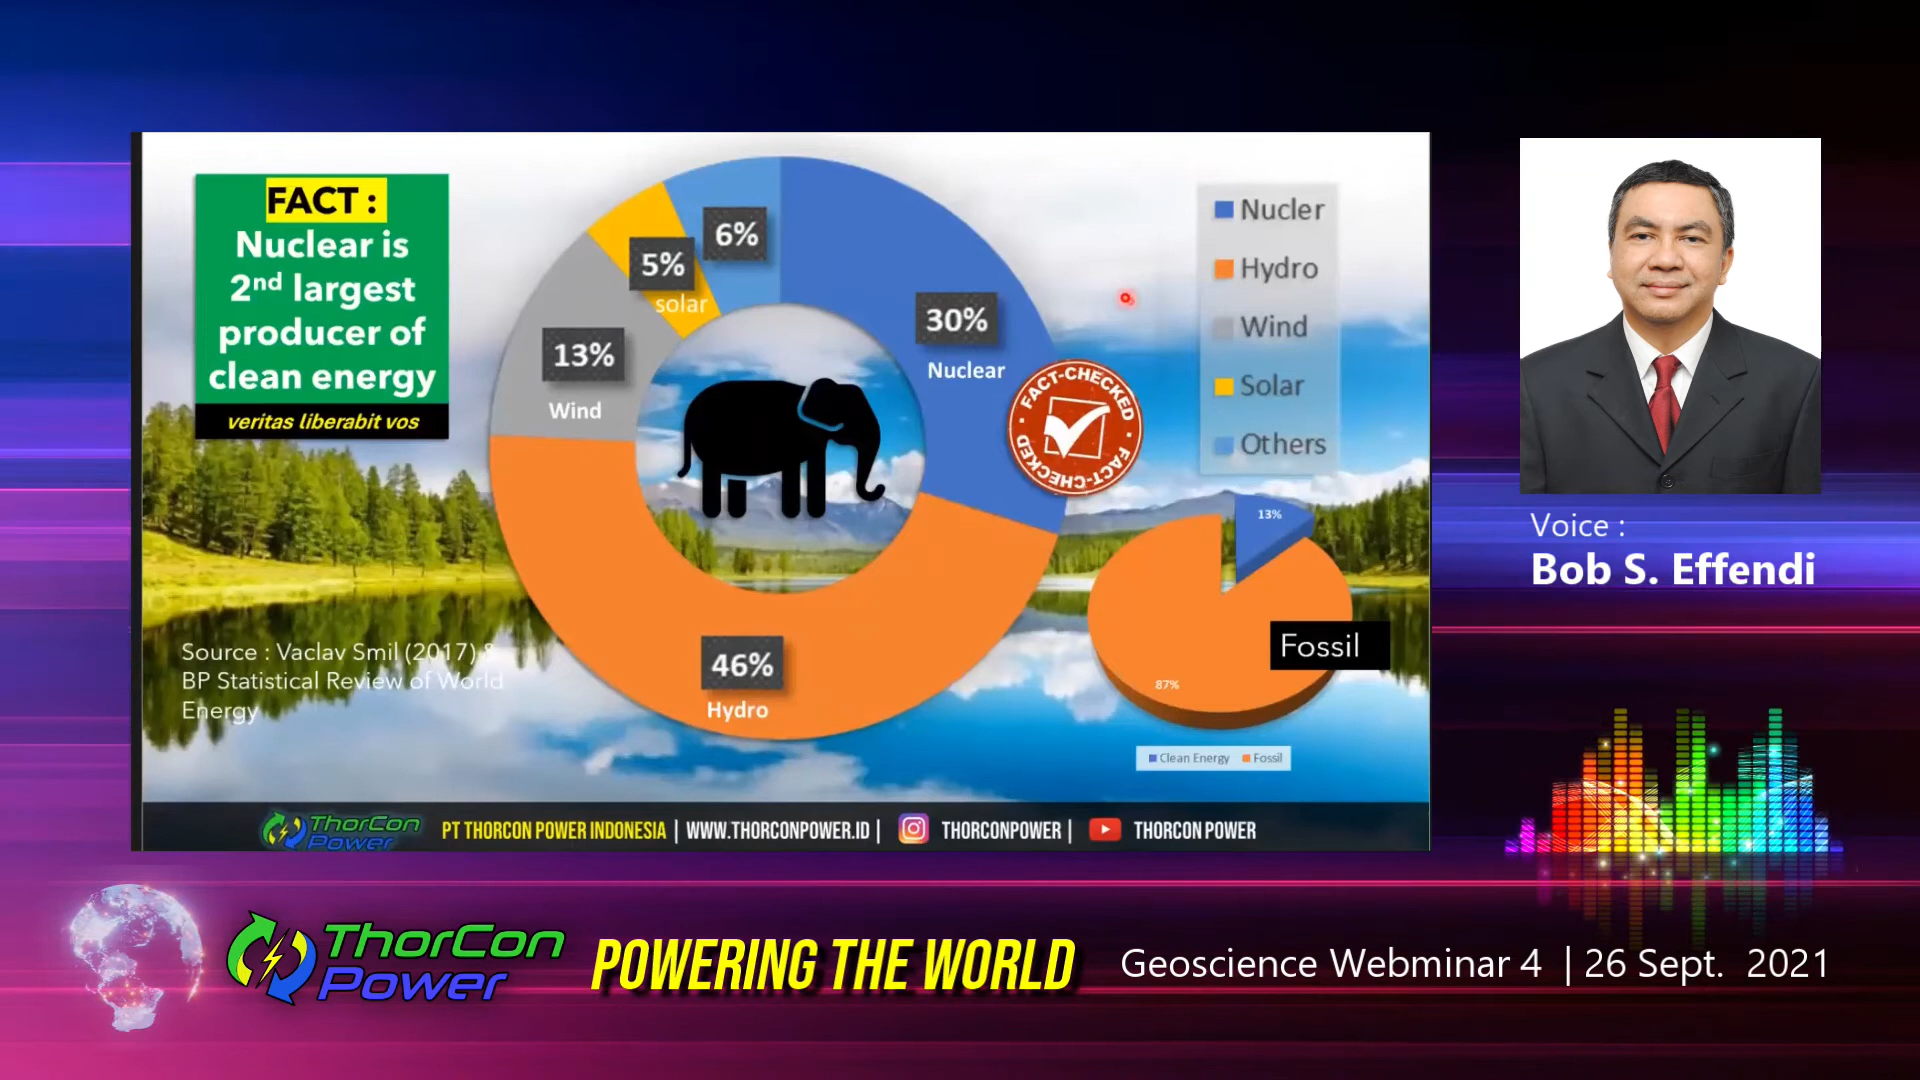 FACT :
Nuclear is
2nd largest
producer of
clean energy
veritas liberabit vos
6%
5%
solar
13%
Wind
30%
Nuclear
46%
Hydro
FACT-CHECKED
FACT-CHECKED
Nucler
Hydro
Wind
Solar
Others
13%
Fossil
87%
Clean Energy Fossil
Source : Vaclav Smil (2017) &
BP Statistical Review of World
Energy
ThorCon
Power
PT THORCON POWER INDONESIA | WWW.THORCONPOWER.ID | THORCONPOWER | THORCON POWER
Voice :
Bob S. Effendi
ThorCon
Power
POWERING THE WORLD
Geoscience Webminar 4 | 26 Sept. 2021